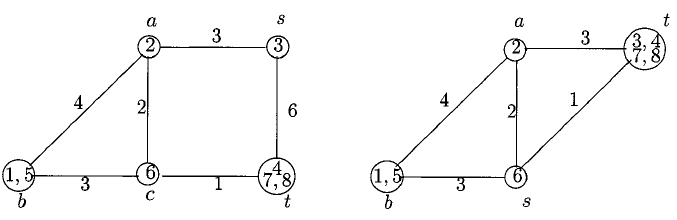 a s a t
2 3 3 2 3 3, 4
7, 8
4 2 6 4 2 1
1, 5 3 6 1 4
7, 8 1, 5 3 6
b c t b s